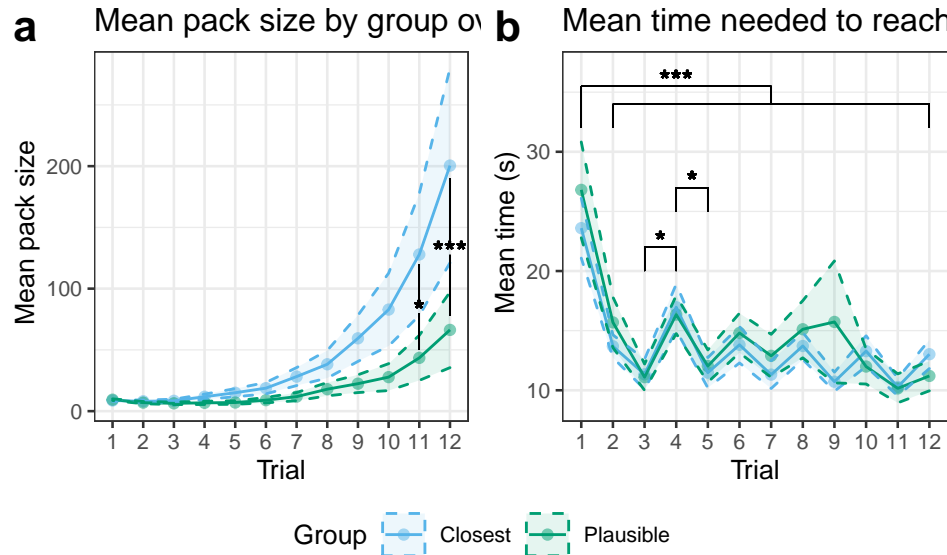 a
Mean pack size by group ov
b
Mean time needed to reach
Mean pack size
200
100
0
***
*
1 2 3 4 5 6 7 8 9 10 11 12
Trial
Mean time (s)
30
20
10
***
*
*
1 2 3 4 5 6 7 8 9 10 11 12
Trial
Group Closest Plausible